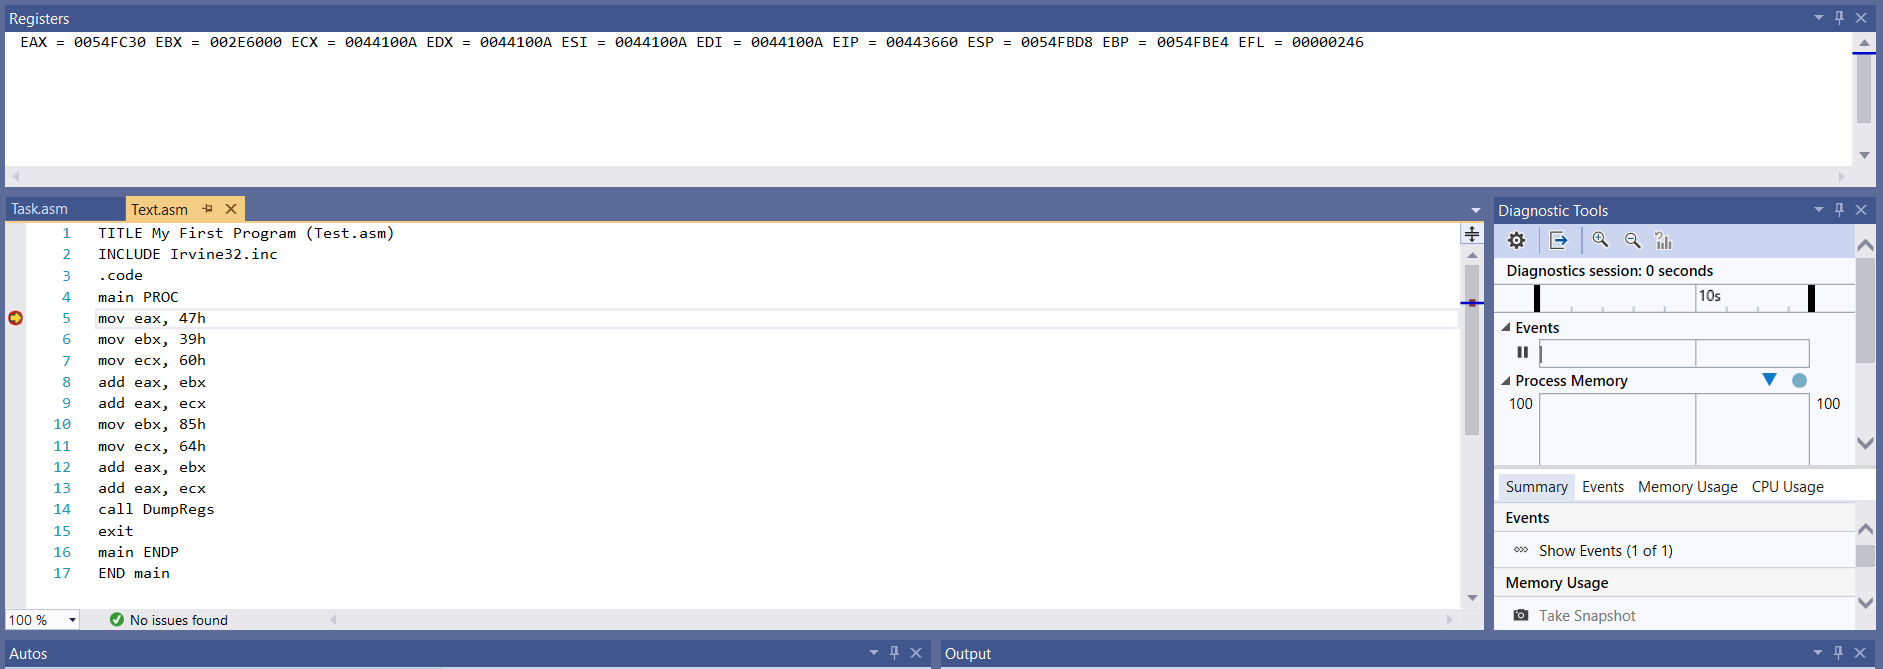 Registers
EAX = 0054FC30 EBX = 002E6000 ECX = 0044100A EDX = 0044100A ESI = 0044100A EDI = 0044100A EIP = 00443660 ESP = 0054FBD8 EBP = 0054FBE4 EFL = 00000246
Task.asm
Text.asm
1 TITLE My First Program (Test.asm)
2 INCLUDE Irvine32.inc
3 .code
4 main PROC
5 mov eax, 47h
6 mov ebx, 39h
7 mov ecx, 60h
8 add eax, ebx
9 add eax, ecx
10 mov ebx, 85h
11 mov ecx, 64h
12 add eax, ebx
13 add eax, ecx
14 call DumpRegs
15 exit
16 main ENDP
17 END main
100 %
No issues found
Diagnostic Tools
Diagnostics session: 0 seconds
10s
Events
Process Memory
100
100
Summary Events Memory Usage CPU Usage
Events
Show Events (1 of 1)
Memory Usage
Take Snapshot
Autos
Output